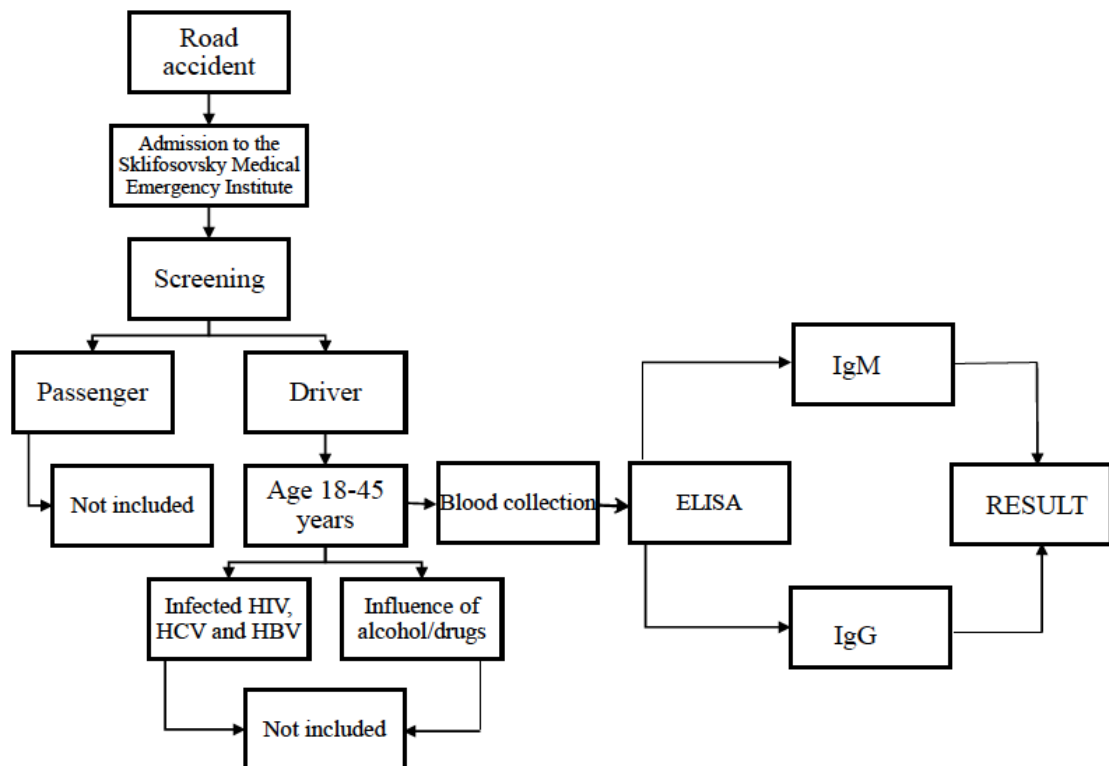 Road
accident
Admission to the
Sklifosovsky Medical
Emergency Institute
Screening
Passenger
Driver
IgM
Not included
Age 18-45
years
Blood collection
ELISA
RESULT
Infected HIV,
HCV and HBV
Influence of
alcohol/drugs
IgG
Not included